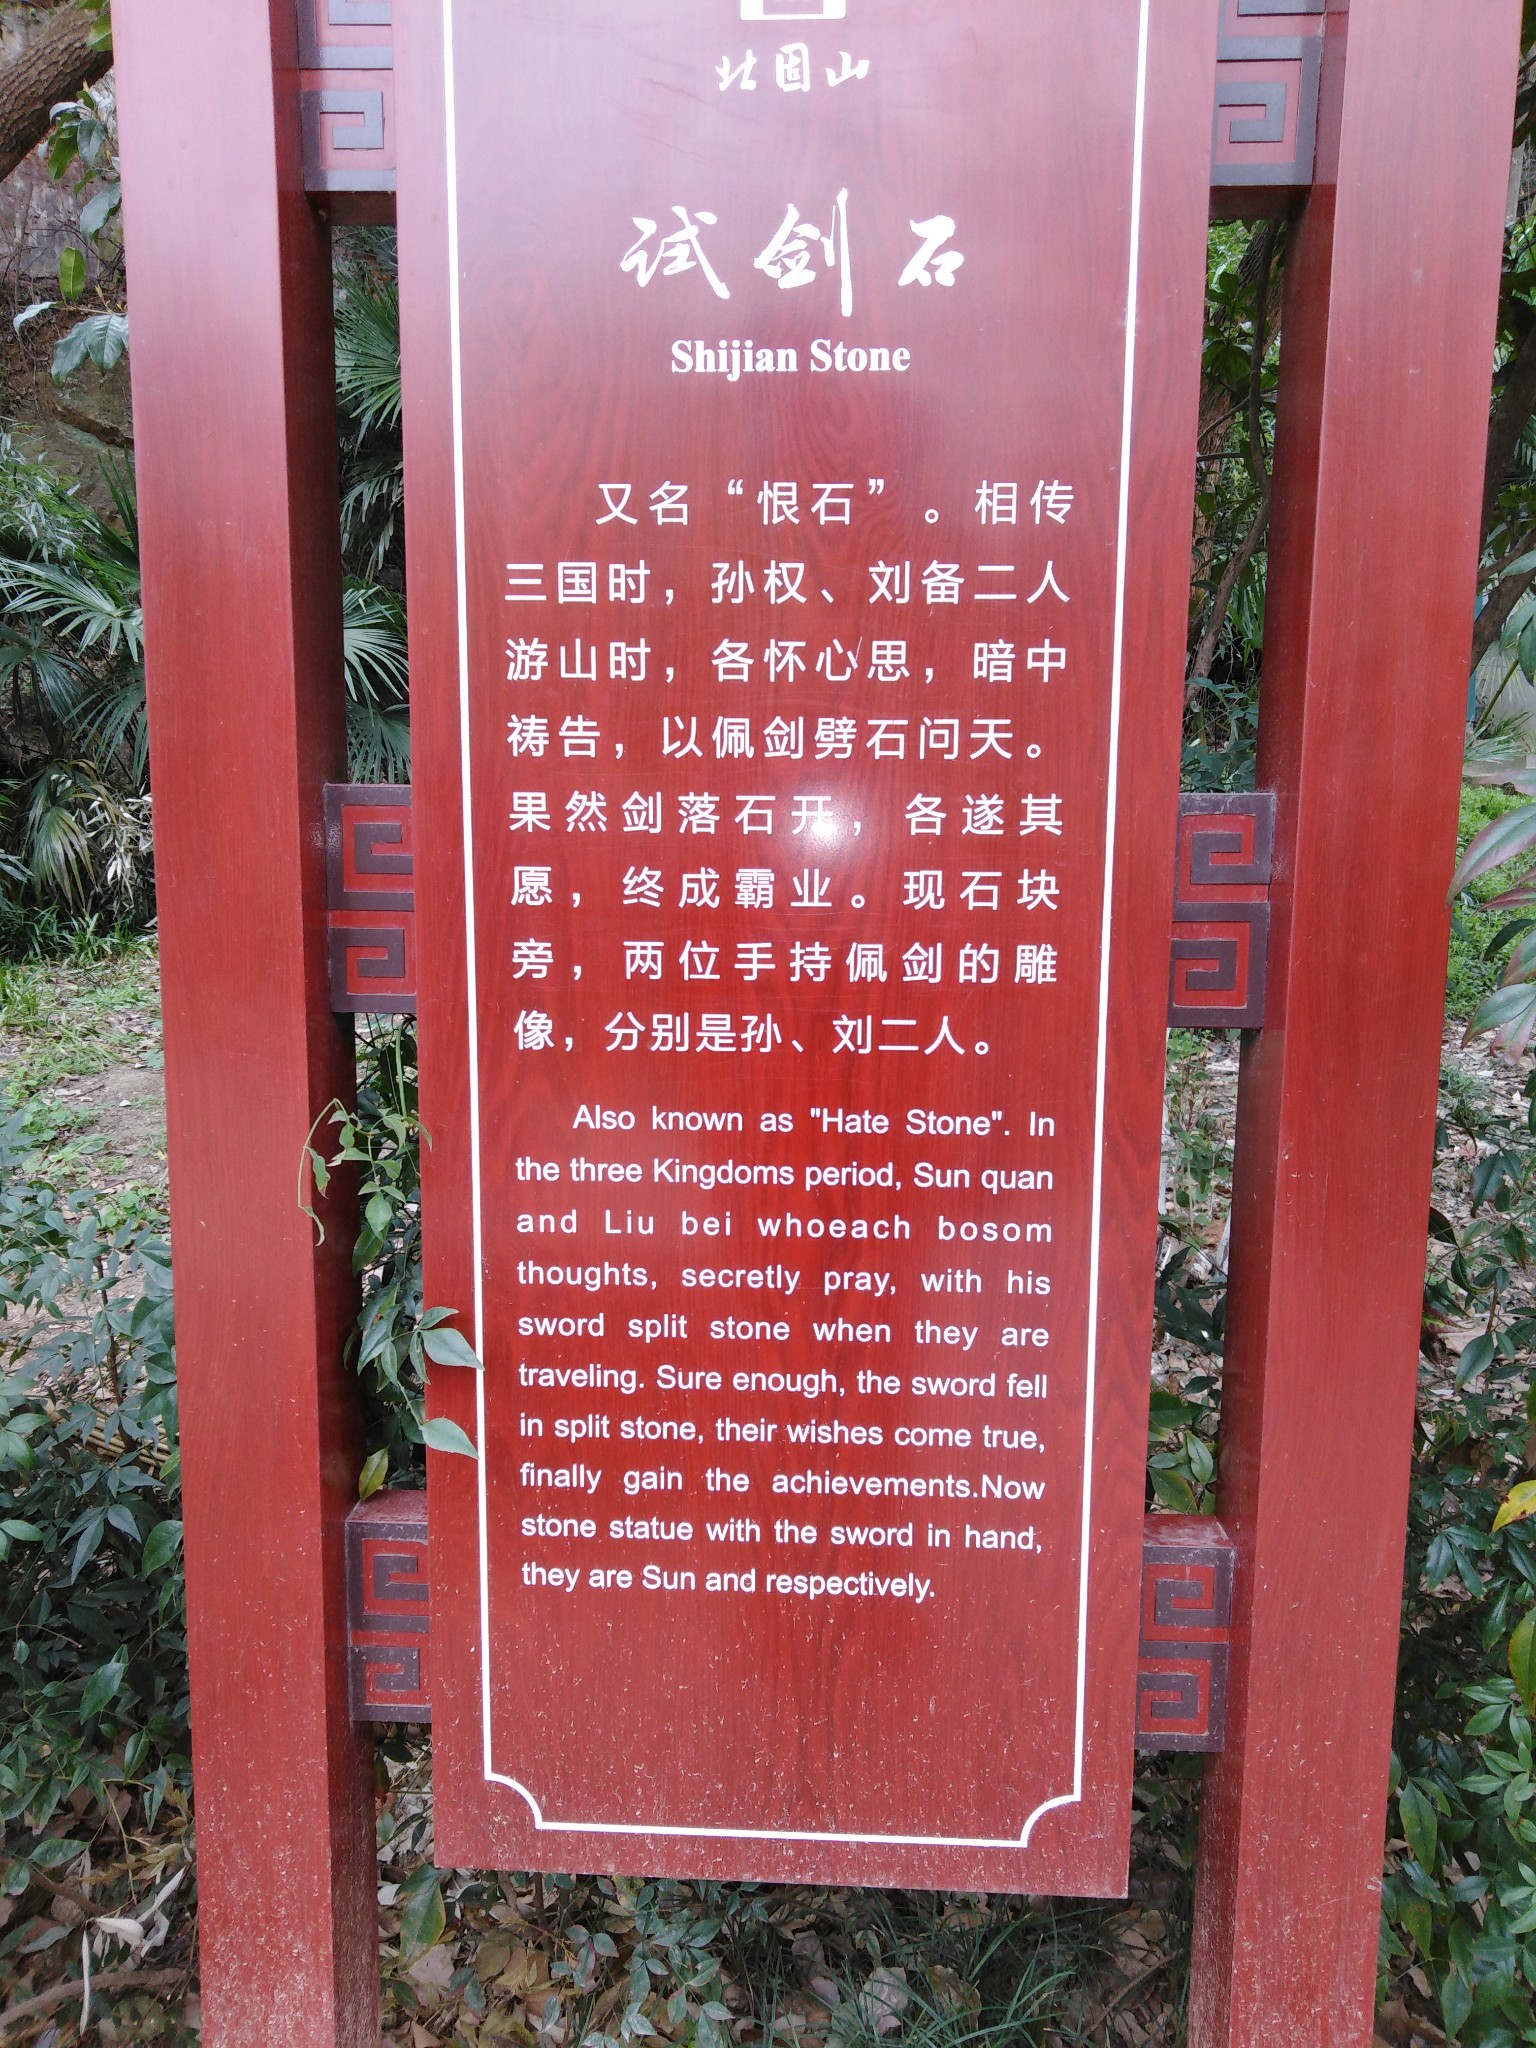 北固山
试剑石
Shijian Stone
又名“恨石”。相传
三国时，孙权、刘备二人
游山时，各怀心思，暗中
祷告，以佩剑劈石问天。
果然剑落石开，各遂其
愿，终成霸业。现石块
旁，两位手持佩剑的雕
像，分别是孙、刘二人。
Also known as "Hate Stone". In
the three Kingdoms period, Sun quan
and Liu bei whoeach bosom
thoughts, secretly pray, with his
sword split stone when they are
traveling. Sure enough, the sword fell
in split stone, their wishes come true,
finally gain the achievements.Now
stone statue with the sword in hand,
they are Sun and respectively.